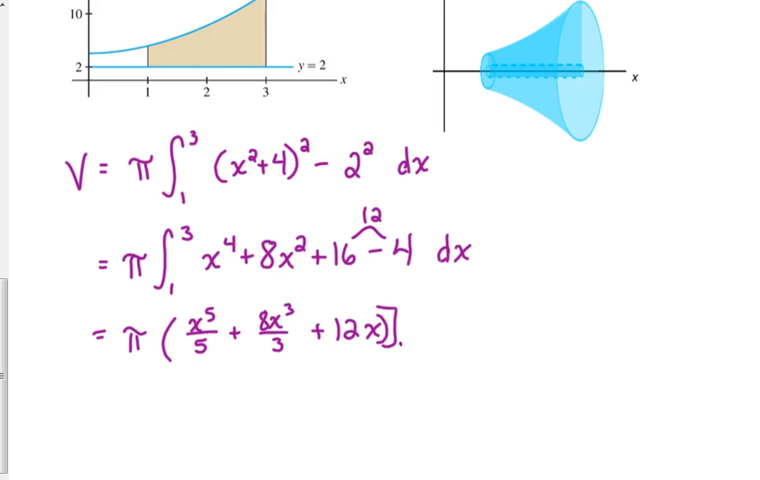 10
2
y = 2
x
1 2 3
x
V = π ∫₁³ (x²+4)² − 2² dx
12
= π ∫₁³ x⁴ + 8x² + 16 − 4 dx
= π ( x⁵/5 + 8x³/3 + 12x)].